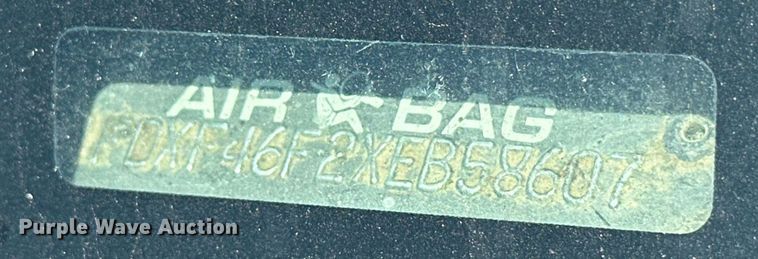 AIR BAG
FDXF46F2XEB58607
Purple Wave Auction